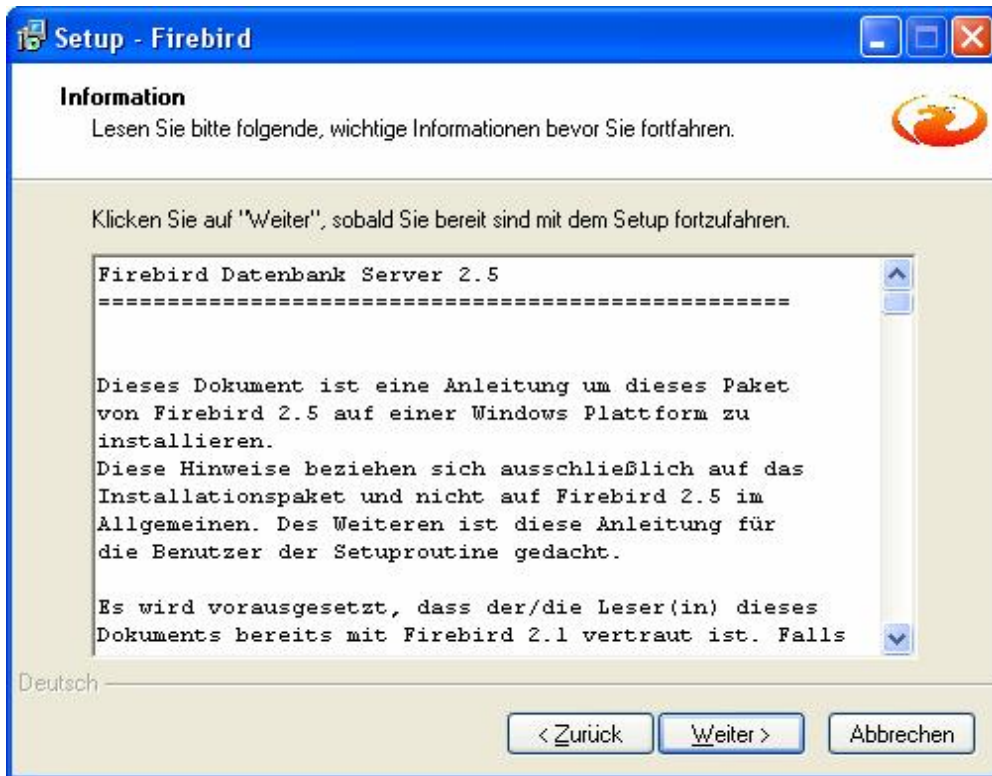 Setup - Firebird
Information
Lesen Sie bitte folgende, wichtige Informationen bevor Sie fortfahren.
Klicken Sie auf "Weiter", sobald Sie bereit sind mit dem Setup fortzufahren.
Firebird Datenbank Server 2.5
==================================================
Dieses Dokument ist eine Anleitung um dieses Paket
von Firebird 2.5 auf einer Windows Plattform zu
installieren.
Diese Hinweise beziehen sich ausschließlich auf das
Installationspaket und nicht auf Firebird 2.5 im
Allgemeinen. Des Weiteren ist diese Anleitung für
die Benutzer der Setuproutine gedacht.
Es wird vorausgesetzt, dass der/die Leser(in) dieses
Dokuments bereits mit Firebird 2.1 vertraut ist. Falls
Deutsch
< Zurück
Weiter >
Abbrechen